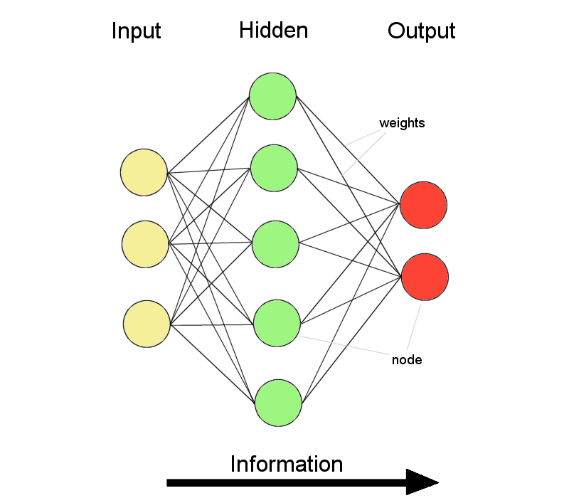 Input
Hidden
Output
weights
node
Information